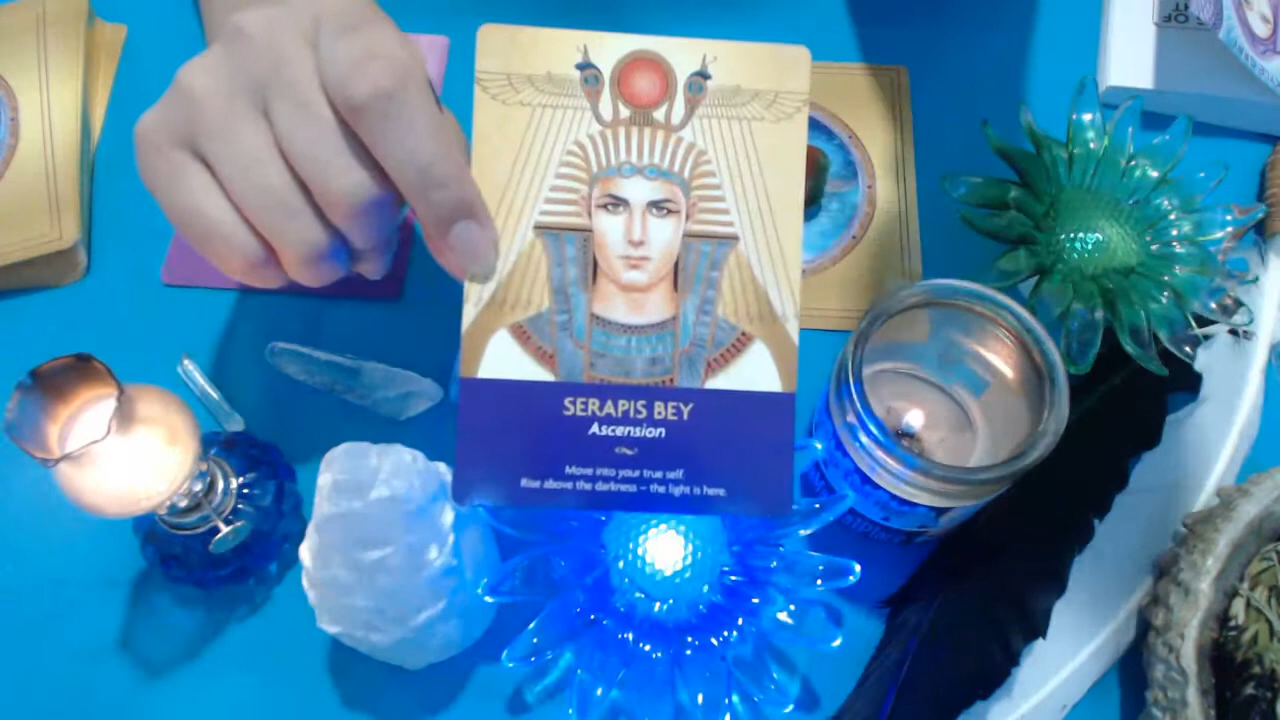 SERAPIS BEY
Ascension
Move into your true self.
Rise above the darkness – the light is here.